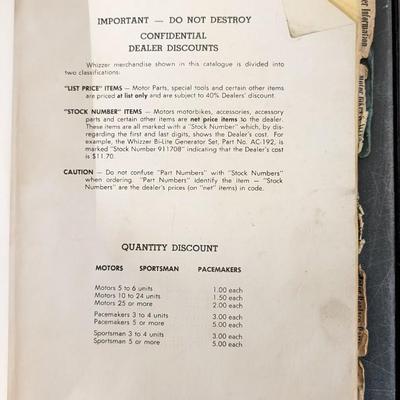 IMPORTANT — DO NOT DESTROY
CONFIDENTIAL
DEALER DISCOUNTS
Whizzer merchandise shown in this catalogue is divided into
two classifications:
"LIST PRICE" ITEMS — Motor Parts, special tools and certain other items
are priced at list only and are subject to 40% Dealers' discount.
"STOCK NUMBER" ITEMS — Motors motorbikes, accessories, accessory
parts and certain other items are net price items to the dealer.
These items are all marked with a "Stock Number" which, by dis-
regarding the first and last digits, shows the Dealer's cost. For
example, the Whizzer Bi-Lite Generator Set, Part No. AC-192, is
marked "Stock Number 911708" indicating that the Dealer's cost
is $11.70.
CAUTION — Do not confuse "Part Numbers" with "Stock Numbers"
when ordering. "Part Numbers" identify the item — "Stock
Numbers" are the dealer's prices (on "net" items) in code.
QUANTITY DISCOUNT
MOTORS SPORTSMAN PACEMAKERS
Motors 5 to 6 units 1.00 each
Motors 10 to 24 units 1.50 each
Motors 25 or more 2.00 each
Pacemakers 3 to 4 units 3.00 each
Pacemakers 5 or more 5.00 each
Sportsman 3 to 4 units 3.00 each
Sportsman 5 or more 5.00 each
Information